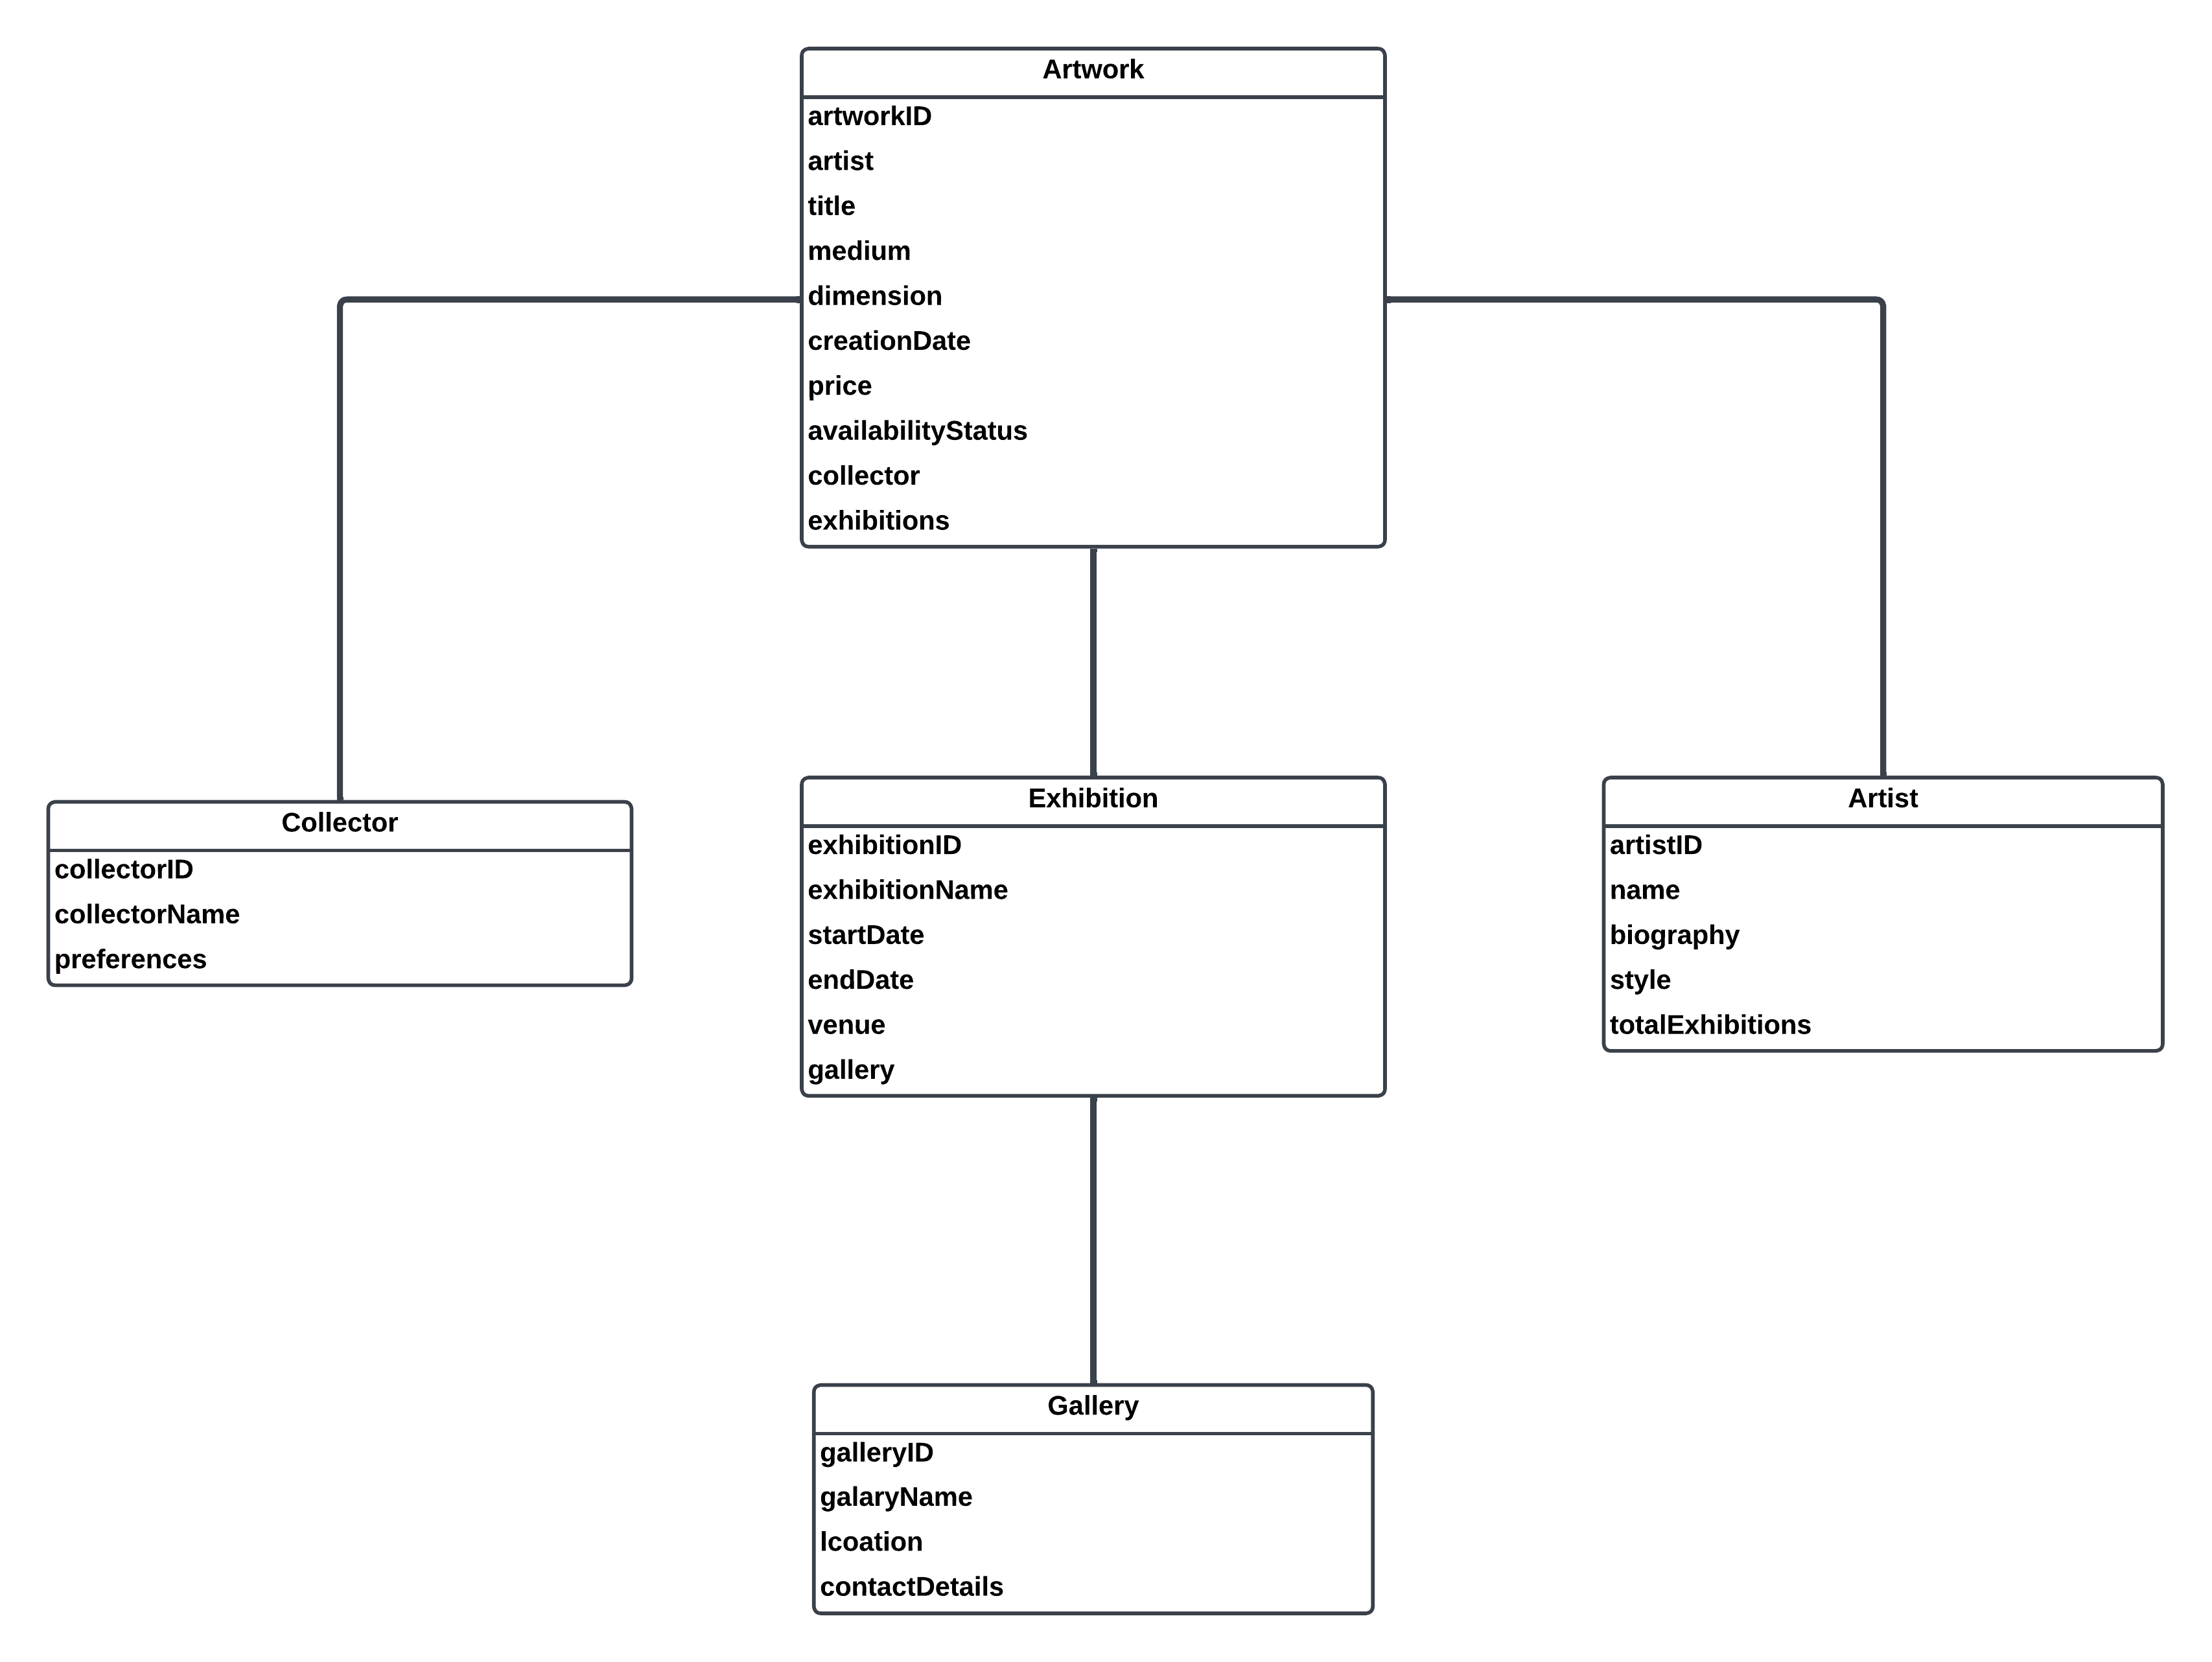 Artwork
artworkID
artist
title
medium
dimension
creationDate
price
availabilityStatus
collector
exhibitions
Collector
collectorID
collectorName
preferences
Exhibition
exhibitionID
exhibitionName
startDate
endDate
venue
gallery
Artist
artistID
name
biography
style
totalExhibitions
Gallery
galleryID
galaryName
lcoation
contactDetails